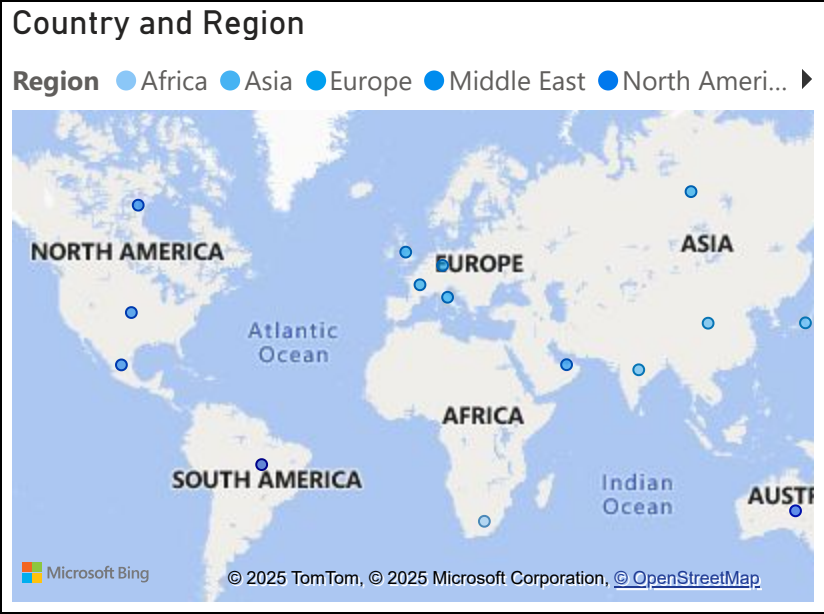 Country and Region
Region Africa Asia Europe Middle East North Ameri...
NORTH AMERICA
EUROPE
ASIA
Atlantic
Ocean
AFRICA
SOUTH AMERICA
Indian
Ocean
AUSTR
Microsoft Bing
© 2025 TomTom, © 2025 Microsoft Corporation, © OpenStreetMap